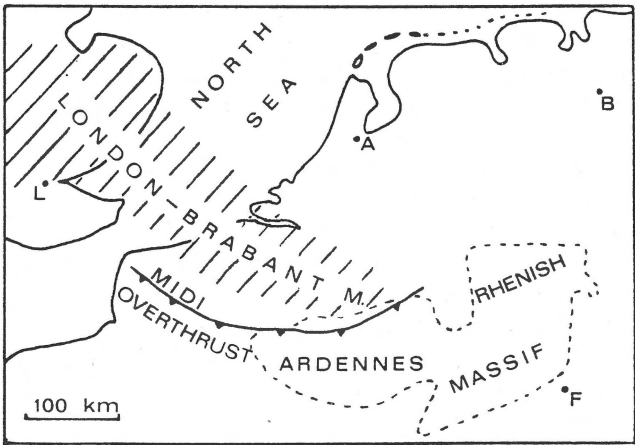 NORTH
SEA
LONDON-BRABANT M.
B
A
L
MIDI
OVERTHRUST
ARDENNES
RHENISH
MASSIF
F
100 km